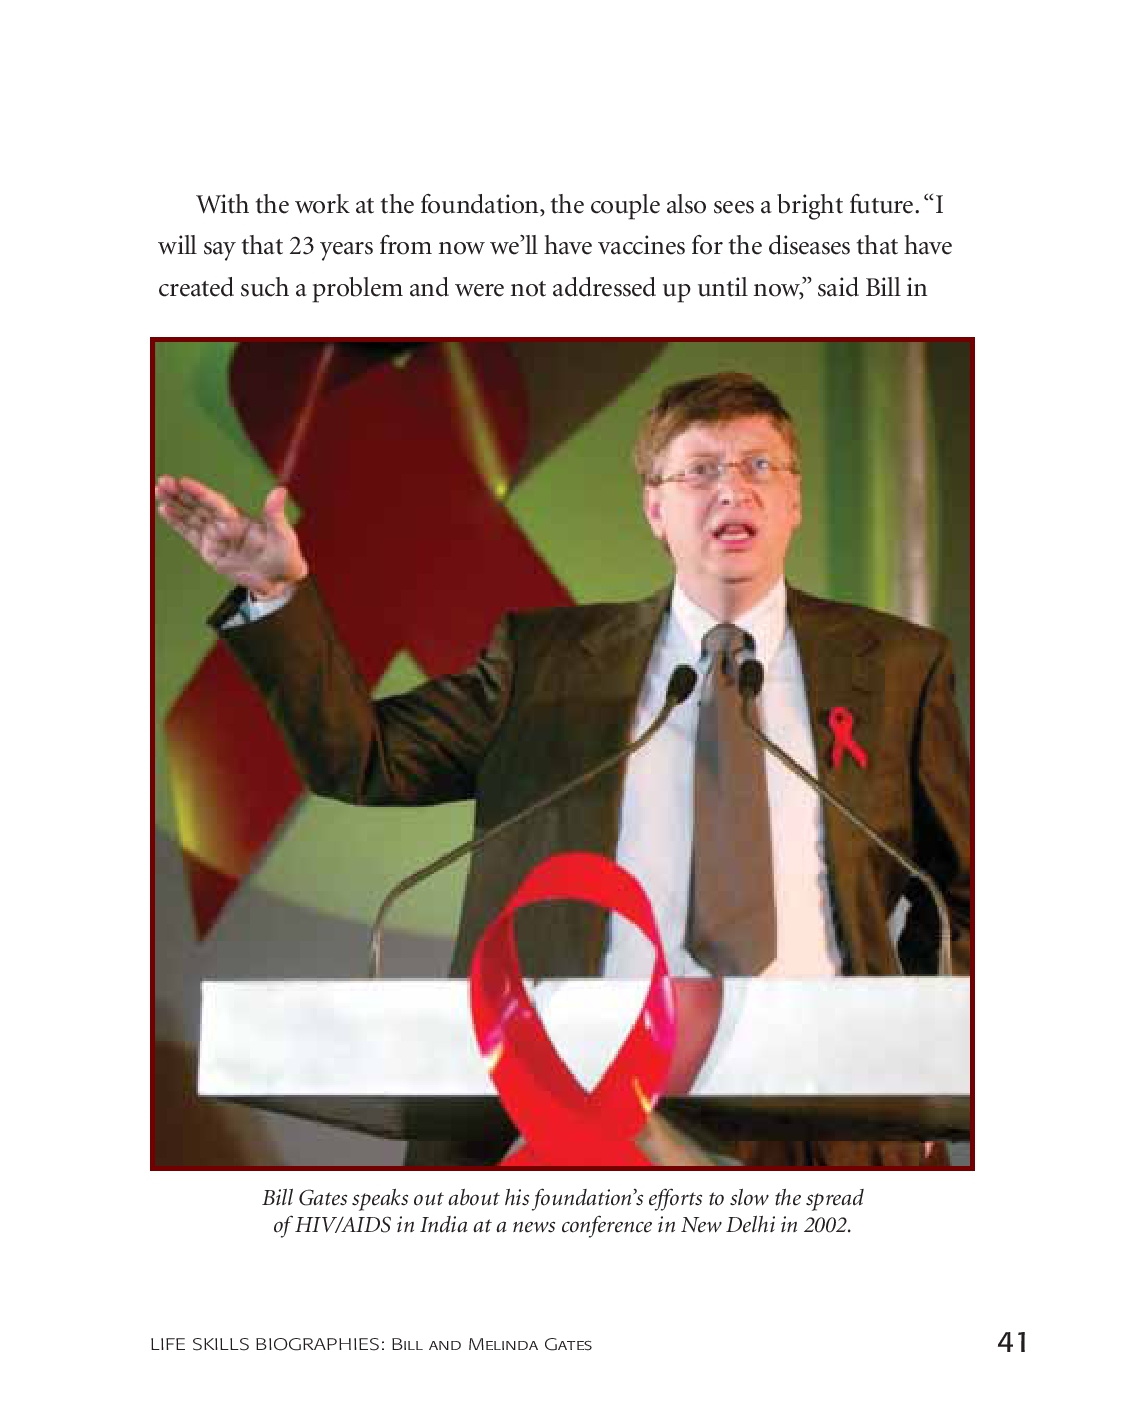 With the work at the foundation, the couple also sees a bright future. “I
will say that 23 years from now we’ll have vaccines for the diseases that have
created such a problem and were not addressed up until now,” said Bill in
Bill Gates speaks out about his foundation’s efforts to slow the spread
of HIV/AIDS in India at a news conference in New Delhi in 2002.
LIFE SKILLS BIOGRAPHIES: BILL AND MELINDA GATES
41